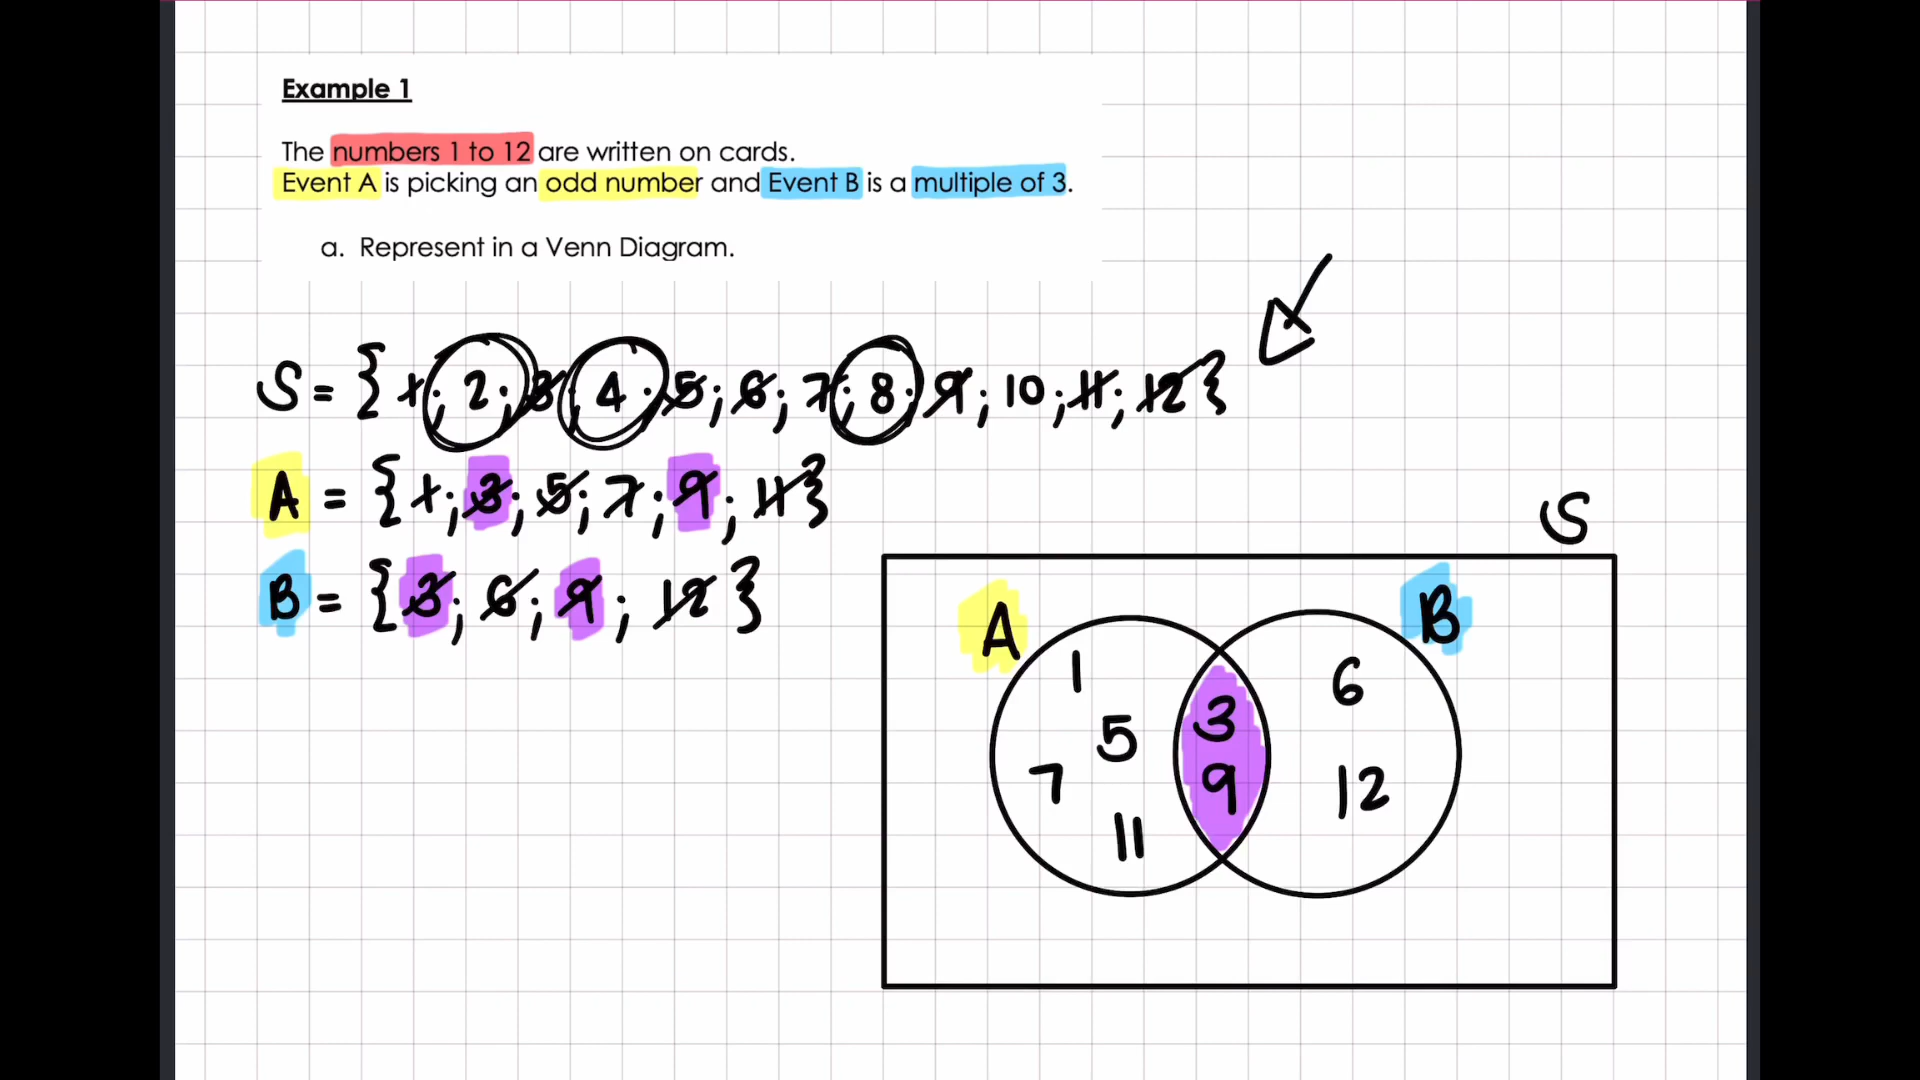 Example 1
The numbers 1 to 12 are written on cards.
Event A is picking an odd number and Event B is a multiple of 3.
a. Represent in a Venn Diagram.
S = {1; 2; 3; 4; 5; 6; 7; 8; 9; 10; 11; 12}
A = {1; 3; 5; 7; 9; 11}
B = {3; 6; 9; 12}
S
A
B
1
5
7
11
3
9
6
12